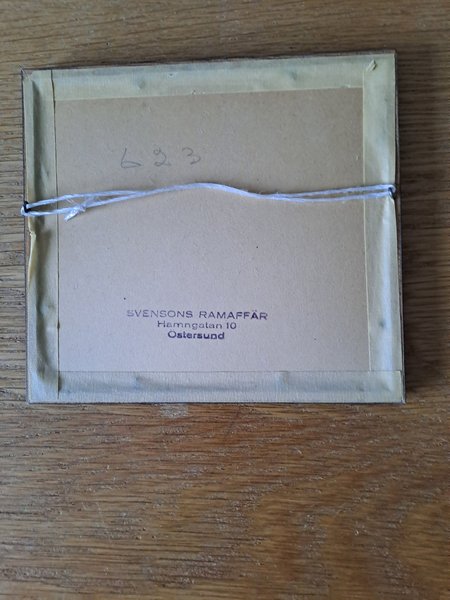 623
SVENSONS RAMAFFÄR
Hamngatan 10
Östersund